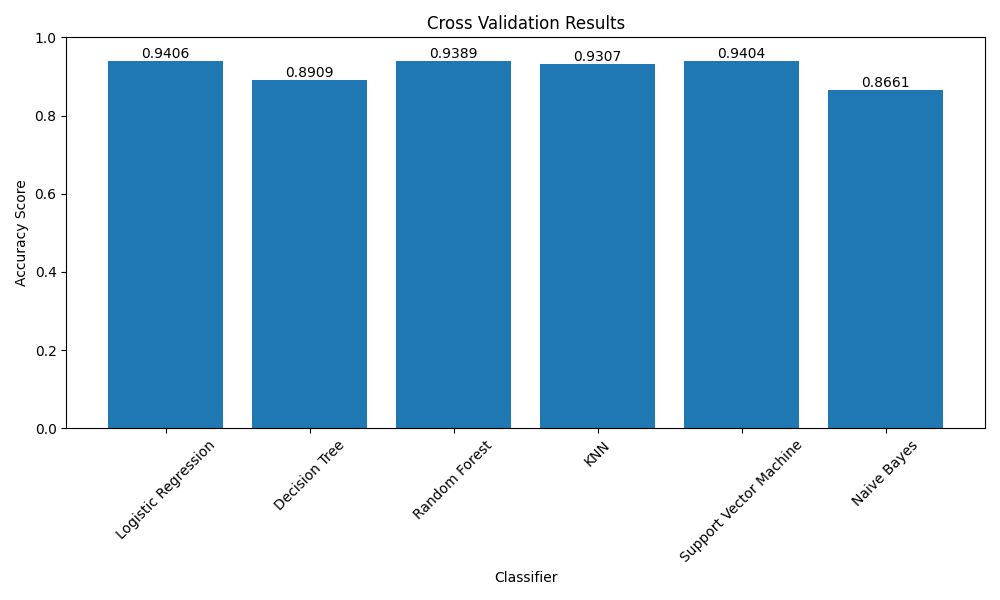 Cross Validation Results
1.0
0.8
0.6
0.4
0.2
0.0
Accuracy Score
0.9406
0.8909
0.9389
0.9307
0.9404
0.8661
Logistic Regression
Decision Tree
Random Forest
KNN
Support Vector Machine
Naive Bayes
Classifier